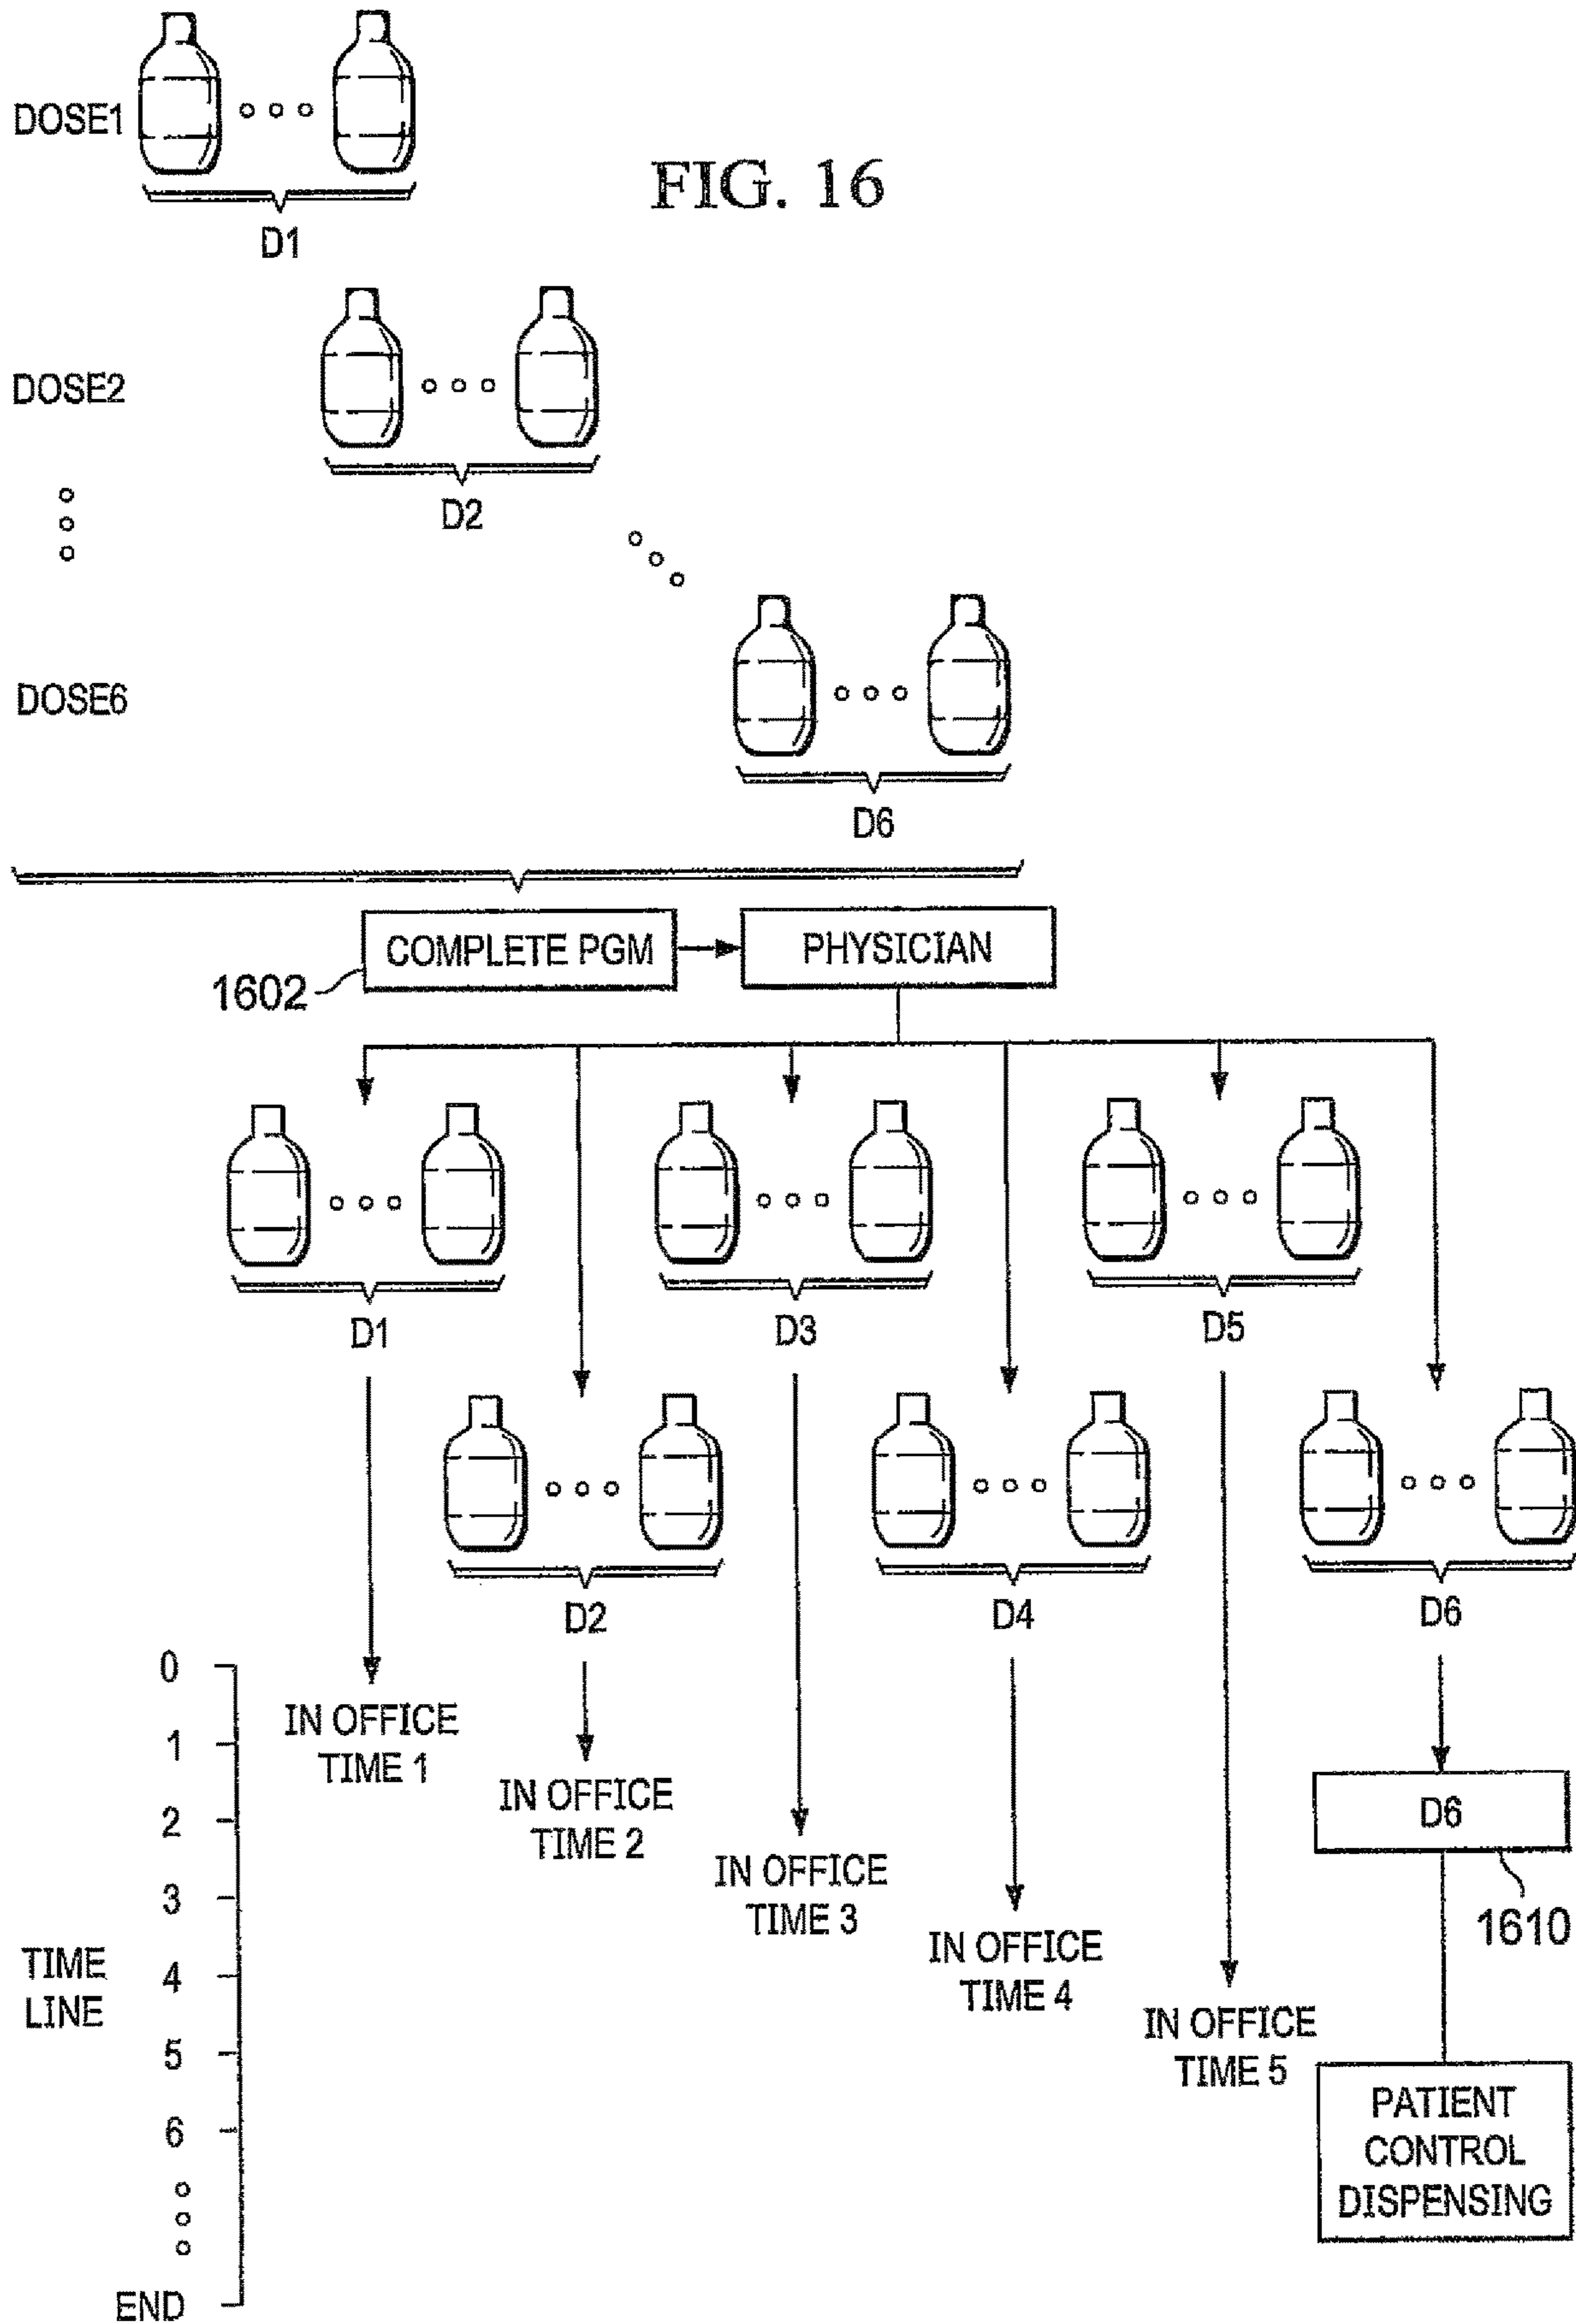 DOSE1
D1
FIG. 16
DOSE2
D2
DOSE6
D6
COMPLETE PGM
PHYSICIAN
1602
D1
D3
D5
D2
D4
D6
0
1
2
3
4
5
6
END
TIME
LINE
IN OFFICE
TIME 1
IN OFFICE
TIME 2
IN OFFICE
TIME 3
IN OFFICE
TIME 4
IN OFFICE
TIME 5
D6
1610
PATIENT
CONTROL
DISPENSING